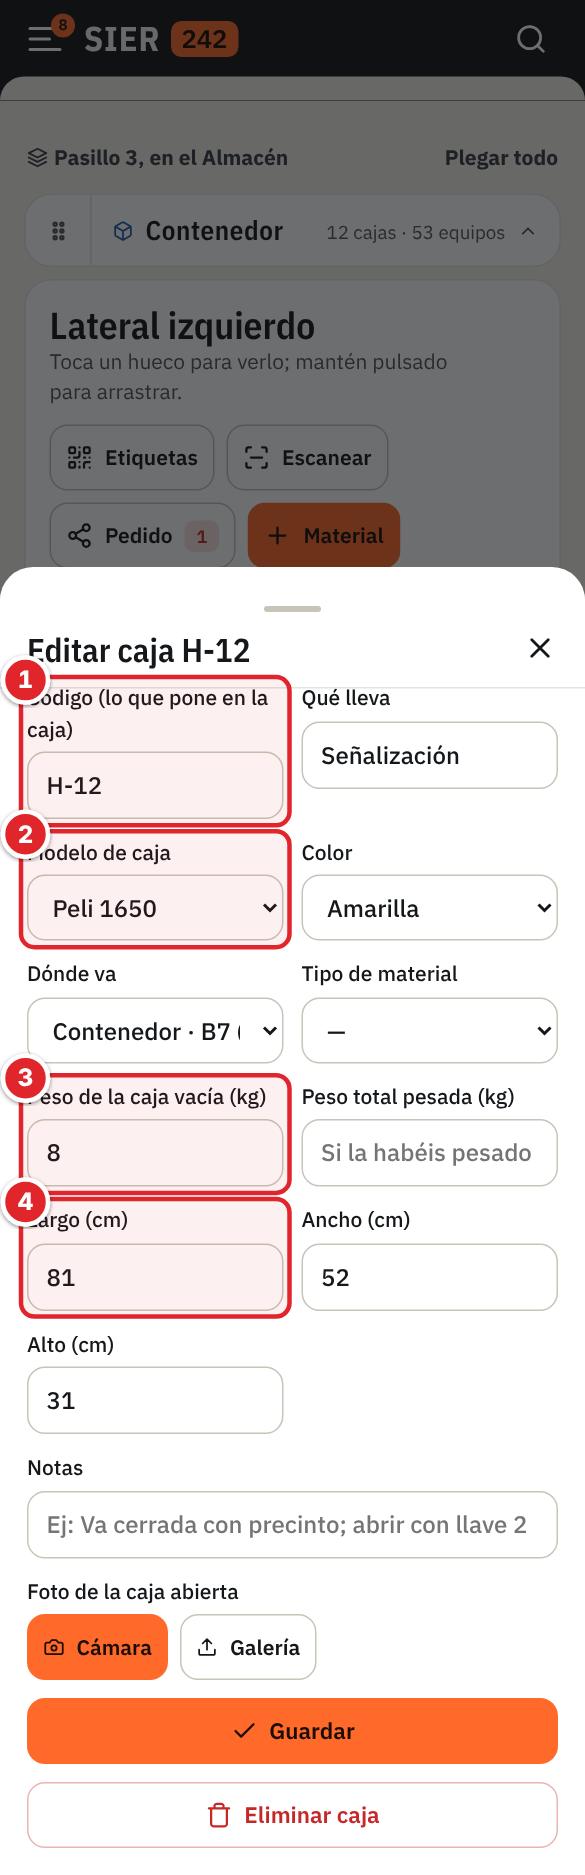 8
SIER 242
Pasillo 3, en el Almacén
Plegar todo
Contenedor
12 cajas · 53 equipos
Lateral izquierdo
Toca un hueco para verlo; mantén pulsado
para arrastrar.
Etiquetas
Escanear
Pedido 1
Material
Editar caja H-12
1
(lo que pone en la
caja)
Qué lleva
H-12
Señalización
2
de caja
Color
Peli 1650
Amarilla
Dónde va
Tipo de material
Contenedor · B7 (
—
3
de la caja vacía (kg)
Peso total pesada (kg)
8
Si la habéis pesado
4
Largo (cm)
Ancho (cm)
81
52
Alto (cm)
31
Notas
Ej: Va cerrada con precinto; abrir con llave 2
Foto de la caja abierta
Cámara
Galería
Guardar
Eliminar caja